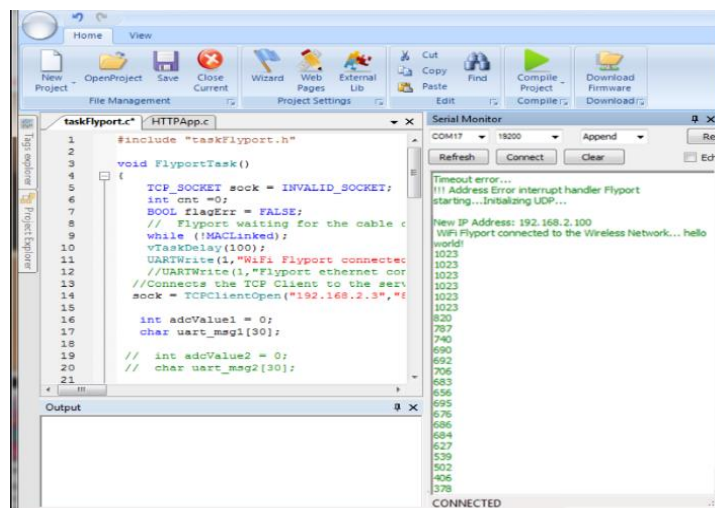 Home View
New Project OpenProject Save Close Current Wizard Web Pages External Lib Cut Copy Paste Find Compile Project Download Firmware
File Management Project Settings Edit Compile Download
Tags explorer
Project Explorer
taskFlyport.c* HTTPApp.c
1 #include "taskFlyport.h"
2
3 void FlyportTask()
4 {
5 TCP_SOCKET sock = INVALID_SOCKET;
6 int cnt =0;
7 BOOL flagErr = FALSE;
8 // Flyport waiting for the cable c
9 while (!MACLinked);
10 vTaskDelay(100);
11 UARTWrite(1,"WiFi Flyport connected
12 //UARTWrite(1,"Flyport ethernet con
13 //Connects the TCP Client to the serv
14 sock = TCPClientOpen("192.168.2.3","8
15
16 int adcValue1 = 0;
17 char uart_msg1[30];
18
19 // int adcValue2 = 0;
20 // char uart_msg2[30];
21
Output
Serial Monitor
COM17 19200 Append Re
Refresh Connect Clear Ech
Timeout error...
!!! Address Error interrupt handler Flyport
starting...Initializing UDP...
New IP Address: 192.168.2.100
WiFi Flyport connected to the Wireless Network... hello
world!
1023
1023
1023
1023
1023
1023
820
787
740
690
692
706
683
656
695
676
686
684
627
539
502
406
378
CONNECTED